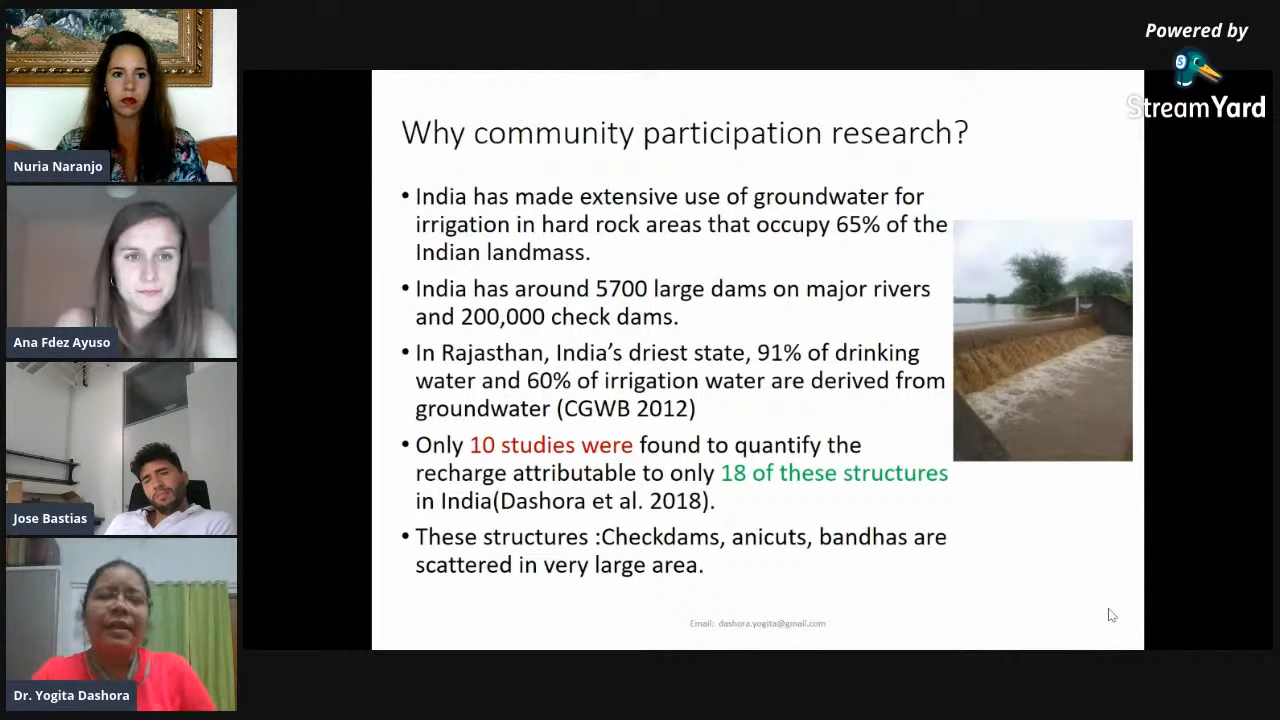 Powered by
S
StreamYard
Nuria Naranjo
Ana Fdez Ayuso
Jose Bastias
Dr. Yogita Dashora
Why community participation research?
• India has made extensive use of groundwater for
irrigation in hard rock areas that occupy 65% of the
Indian landmass.
• India has around 5700 large dams on major rivers
and 200,000 check dams.
• In Rajasthan, India’s driest state, 91% of drinking
water and 60% of irrigation water are derived from
groundwater (CGWB 2012)
• Only 10 studies were found to quantify the
recharge attributable to only 18 of these structures
in India(Dashora et al. 2018).
• These structures :Checkdams, anicuts, bandhas are
scattered in very large area.
Email: dashora.yogita@gmail.com